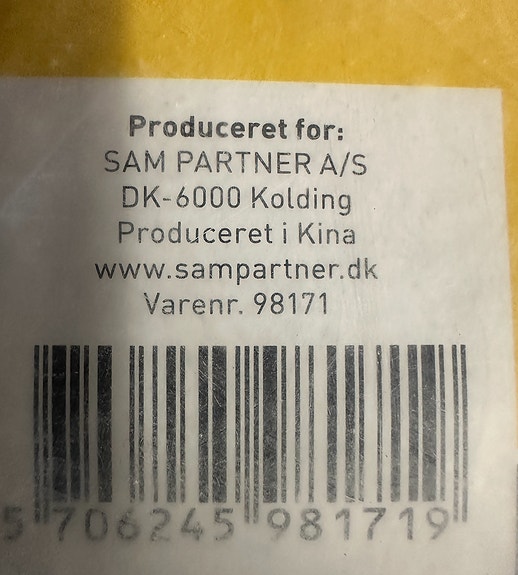 Produceret for:
SAM PARTNER A/S
DK-6000 Kolding
Produceret i Kina
www.sampartner.dk
Varenr. 98171
5 706245 981719